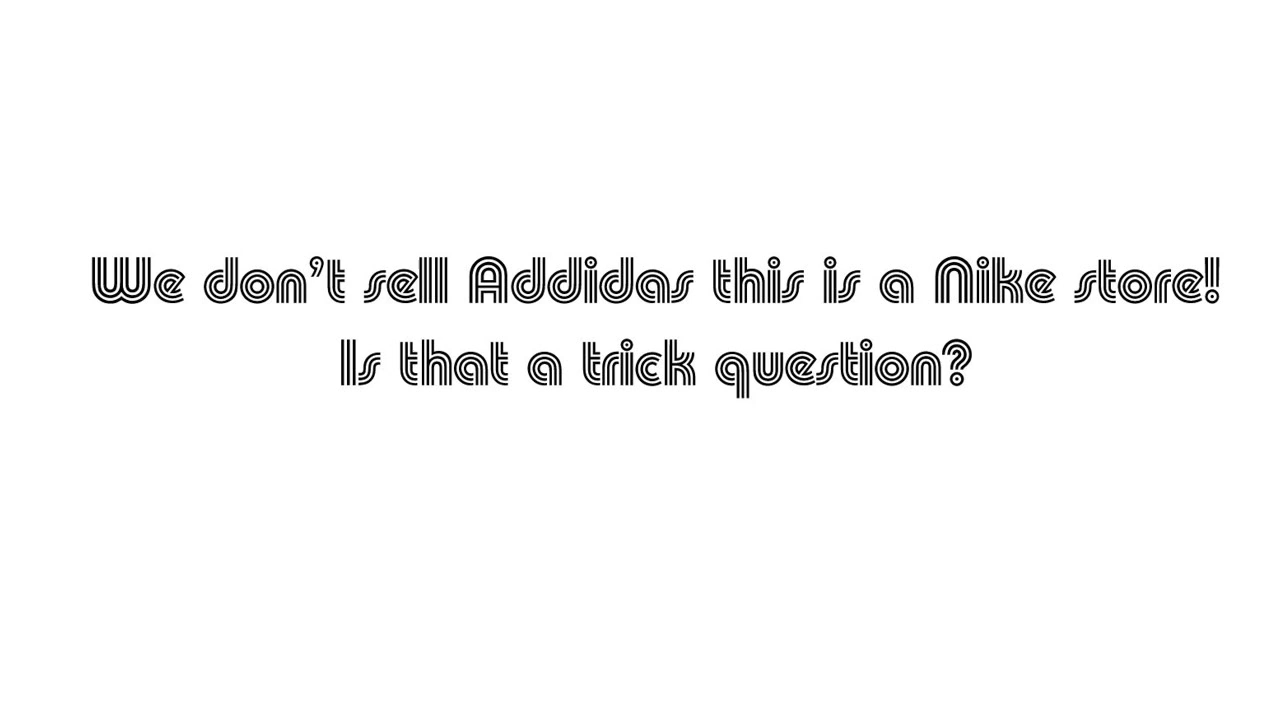 We don’t sell Addidas this is a Nike store!
Is that a trick question?